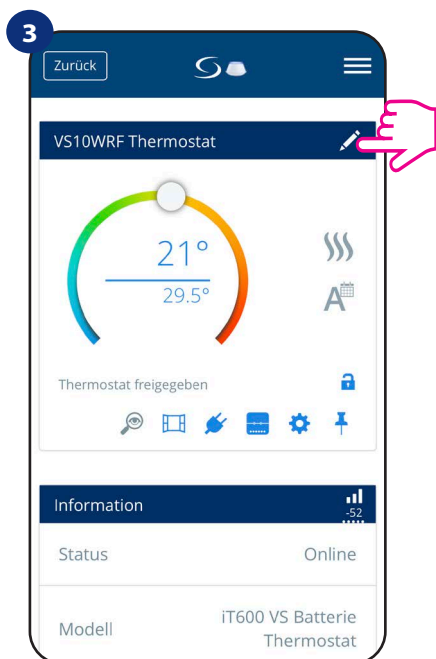 3
Zurück
VS10WRF Thermostat
21°
29.5°
A
Thermostat freigegeben
Information
-52
Status Online
Modell iT600 VS Batterie
Thermostat